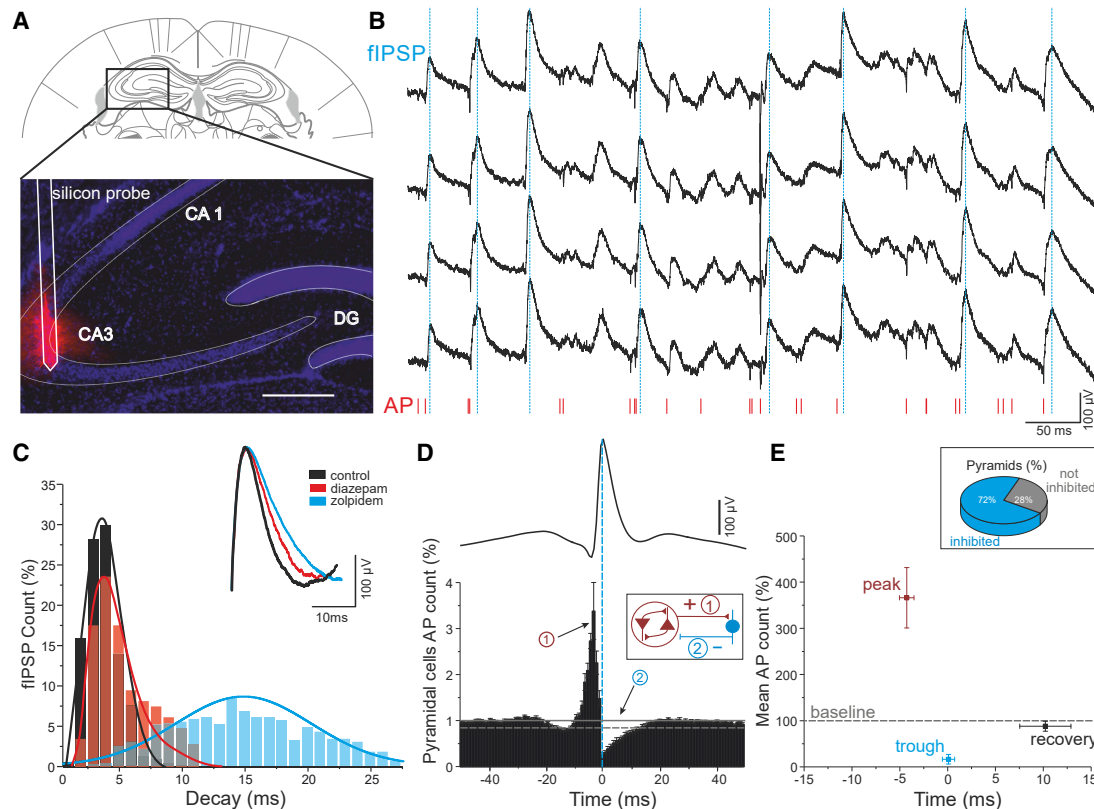 A
silicon probe
CA 1
CA3
DG
B
fIPSP
AP
50 ms
100 µV
C
control
diazepam
zolpidem
100 µV
10ms
fIPSP Count (%)
35
30
25
20
15
10
5
0
0
5
10
15
20
25
Decay (ms)
D
100 µV
Pyramidal cells AP count (%)
4
3
2
1
0
1
2
+ 1
2 −
-40
-20
0
20
40
Time (ms)
E
Pyramids (%)
not
inhibited
72%
28%
inhibited
Mean AP count (%)
500
400
300
200
100
0
peak
baseline
trough
recovery
-15
-10
-5
0
5
10
15
Time (ms)